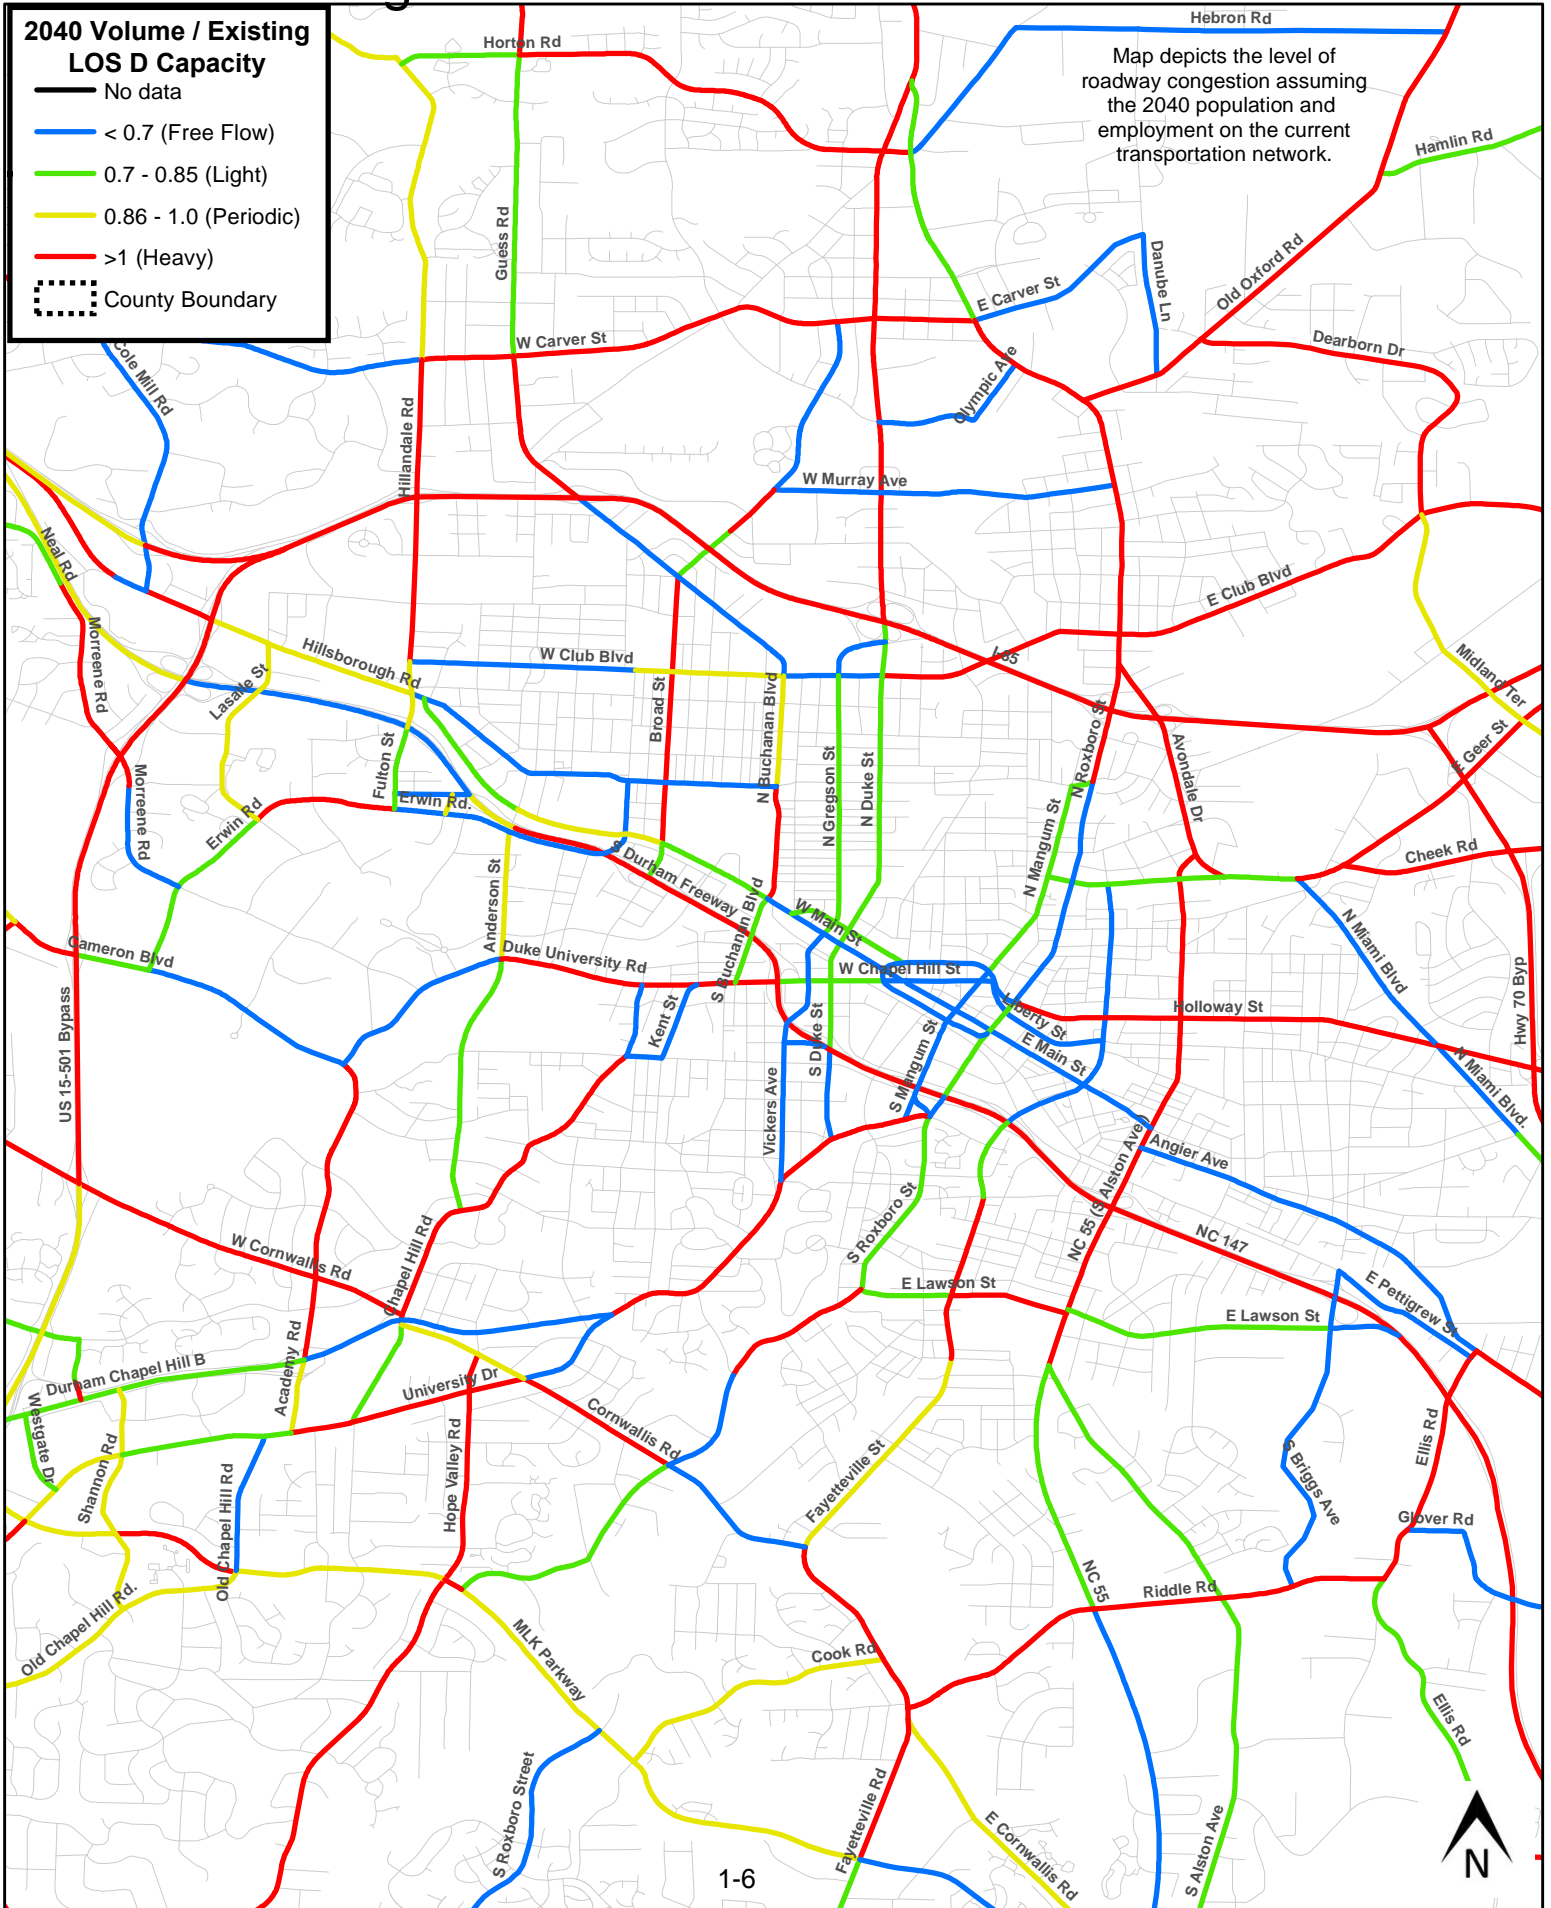 2040 Volume / Existing
LOS D Capacity
No data
< 0.7 (Free Flow)
0.7 - 0.85 (Light)
0.86 - 1.0 (Periodic)
>1 (Heavy)
County Boundary
Map depicts the level of
roadway congestion assuming
the 2040 population and
employment on the current
transportation network.
Hebron Rd
Horton Rd
Hamlin Rd
Guess Rd
Danube Ln
Old Oxford Rd
E Carver St
W Carver St
Dearborn Dr
Cole Mill Rd
Olympic Ave
Hillandale Rd
W Murray Ave
Neal Rd
E Club Blvd
Morreene Rd
Hillsborough Rd
W Club Blvd
I-85
Midland Ter
Lasalle St
Broad St
N Buchanan Blvd
N Roxboro St
Fulton St
N Gregson St
N Duke St
Avondale Dr
E Geer St
Morreene Rd
Erwin Rd.
Erwin Rd
N Mangum St
Cheek Rd
S Durham Freeway
Anderson St
S Buchanan Blvd
W Main St
N Miami Blvd
Cameron Blvd
Duke University Rd
W Chapel Hill St
Hwy 70 Byp
US 15-501 Bypass
Kent St
S Duke St
Liberty St
Holloway St
E Main St
S Mangum St
N Miami Blvd.
Vickers Ave
NC 55 (S Alston Ave)
Angier Ave
S Roxboro St
W Cornwallis Rd
Chapel Hill Rd
NC 147
E Lawson St
E Pettigrew St
E Lawson St
Durham Chapel Hill B
Academy Rd
University Dr
Westgate Dr
Cornwallis Rd
Hope Valley Rd
Shannon Rd
Ellis Rd
Fayetteville St
S Briggs Ave
Old Chapel Hill Rd
Glover Rd
NC 55
Riddle Rd
Old Chapel Hill Rd.
MLK Parkway
Cook Rd
Ellis Rd
S Roxboro Street
Fayetteville Rd
E Cornwallis Rd
S Alston Ave
N
1-6